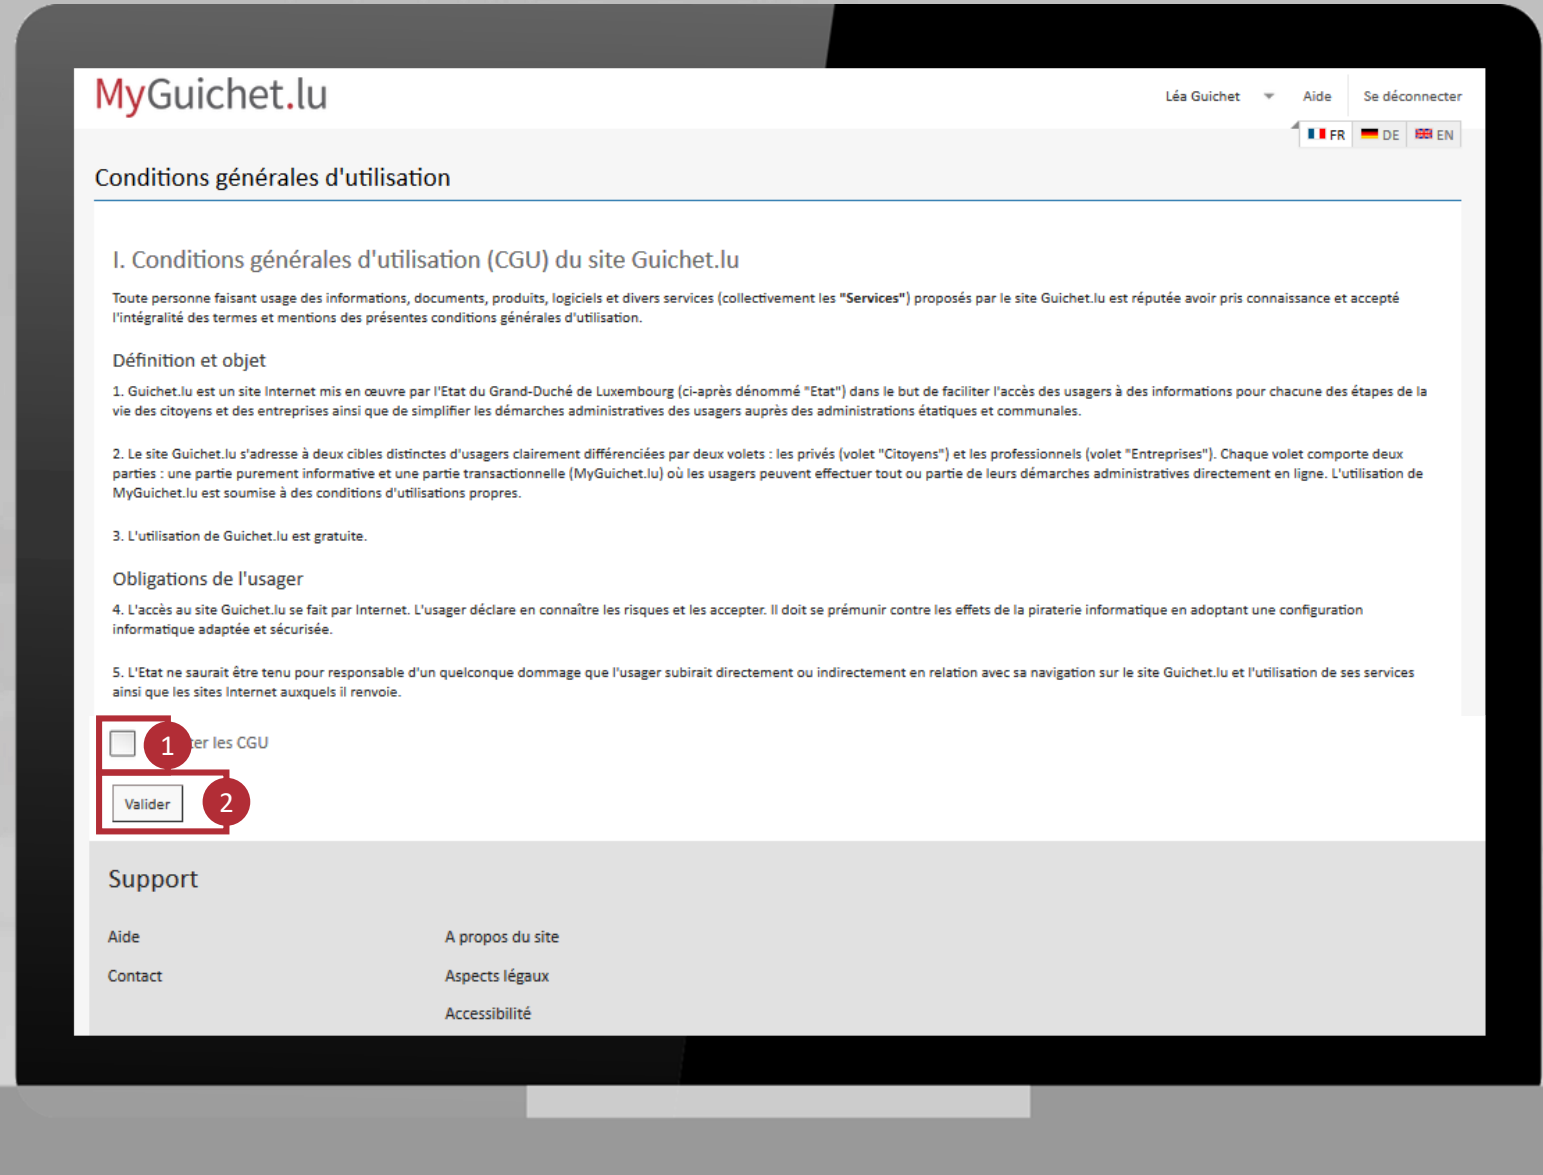 MyGuichet.lu
Léa Guichet Aide Se déconnecter
FR DE EN
Conditions générales d'utilisation
I. Conditions générales d'utilisation (CGU) du site Guichet.lu
Toute personne faisant usage des informations, documents, produits, logiciels et divers services (collectivement les "Services") proposés par le site Guichet.lu est réputée avoir pris connaissance et accepté
l'intégralité des termes et mentions des présentes conditions générales d'utilisation.
Définition et objet
1. Guichet.lu est un site Internet mis en œuvre par l'Etat du Grand-Duché de Luxembourg (ci-après dénommé "Etat") dans le but de faciliter l'accès des usagers à des informations pour chacune des étapes de la
vie des citoyens et des entreprises ainsi que de simplifier les démarches administratives des usagers auprès des administrations étatiques et communales.
2. Le site Guichet.lu s'adresse à deux cibles distinctes d'usagers clairement différenciées par deux volets : les privés (volet "Citoyens") et les professionnels (volet "Entreprises"). Chaque volet comporte deux
parties : une partie purement informative et une partie transactionnelle (MyGuichet.lu) où les usagers peuvent effectuer tout ou partie de leurs démarches administratives directement en ligne. L'utilisation de
MyGuichet.lu est soumise à des conditions d'utilisations propres.
3. L'utilisation de Guichet.lu est gratuite.
Obligations de l'usager
4. L'accès au site Guichet.lu se fait par Internet. L'usager déclare en connaître les risques et les accepter. Il doit se prémunir contre les effets de la piraterie informatique en adoptant une configuration
informatique adaptée et sécurisée.
5. L'Etat ne saurait être tenu pour responsable d'un quelconque dommage que l'usager subirait directement ou indirectement en relation avec sa navigation sur le site Guichet.lu et l'utilisation de ses services
ainsi que les sites Internet auxquels il renvoie.
1 les CGU
Valider 2
Support
Aide A propos du site
Contact Aspects légaux
Accessibilité